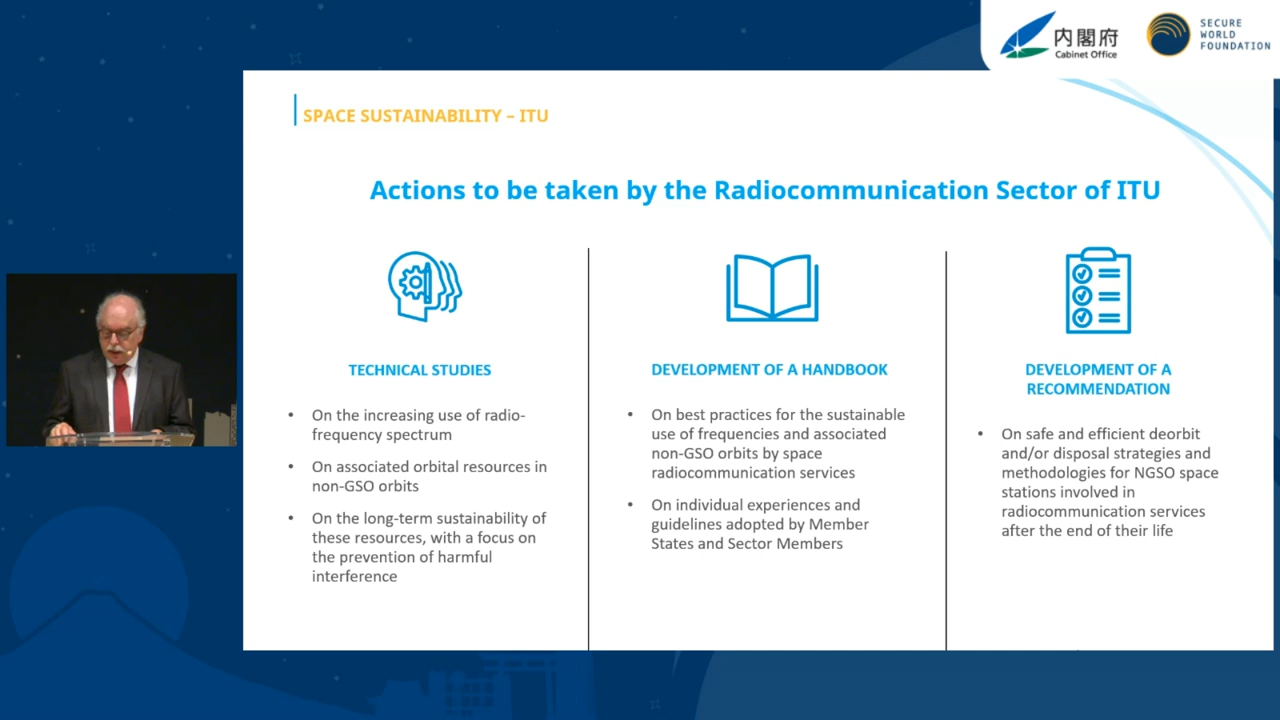 内閣府
Cabinet Office
SECURE
WORLD
FOUNDATION
SPACE SUSTAINABILITY – ITU
Actions to be taken by the Radiocommunication Sector of ITU
TECHNICAL STUDIES
• On the increasing use of radio-
frequency spectrum
• On associated orbital resources in
non-GSO orbits
• On the long-term sustainability of
these resources, with a focus on
the prevention of harmful
interference
DEVELOPMENT OF A HANDBOOK
• On best practices for the sustainable
use of frequencies and associated
non-GSO orbits by space
radiocommunication services
• On individual experiences and
guidelines adopted by Member
States and Sector Members
DEVELOPMENT OF A
RECOMMENDATION
• On safe and efficient deorbit
and/or disposal strategies and
methodologies for NGSO space
stations involved in
radiocommunication services
after the end of their life